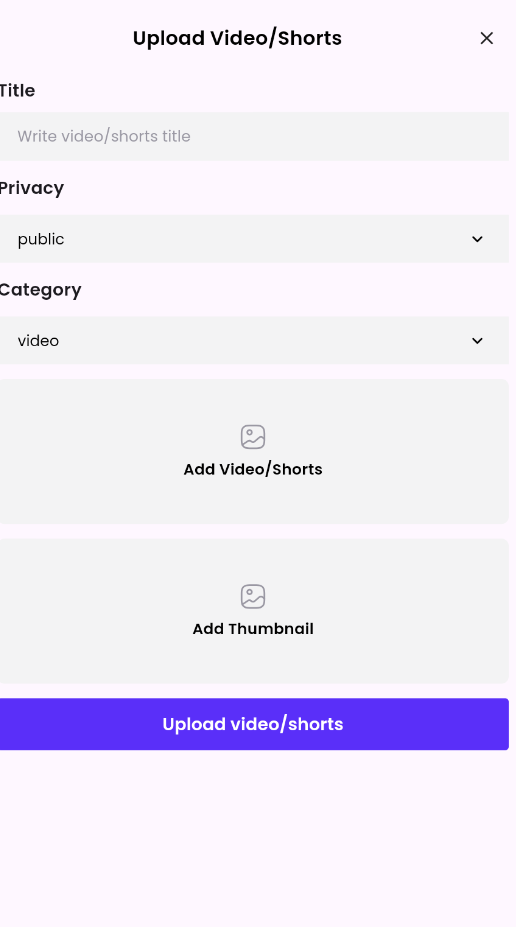 Upload Video/Shorts
Title
Write video/shorts title
Privacy
public
Category
video
Add Video/Shorts
Add Thumbnail
Upload video/shorts